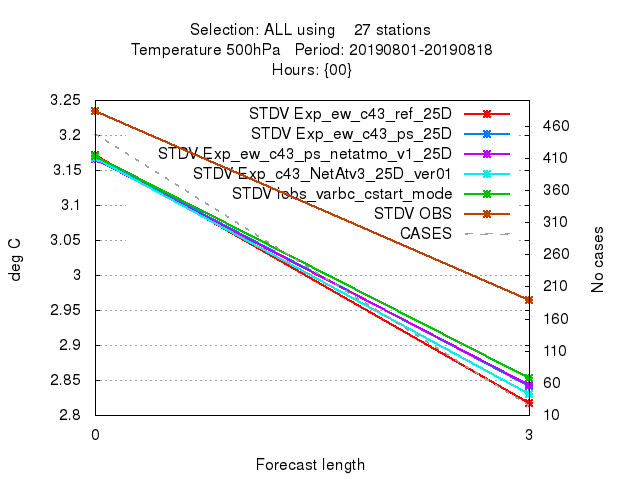 Selection: ALL using    27 stations
Temperature 500hPa   Period: 20190801-20190818
Hours: {00}
3.25
3.2
3.15
3.1
3.05
3
2.95
2.9
2.85
2.8
deg C
STDV Exp_ew_c43_ref_25D
STDV Exp_ew_c43_ps_25D
STDV Exp_ew_c43_ps_netatmo_v1_25D
STDV Exp_c43_NetAtv3_25D_ver01
STDV iobs_varbc_cstart_mode
STDV OBS
CASES
460
410
360
310
260
210
160
110
60
10
No cases
0
3
Forecast length